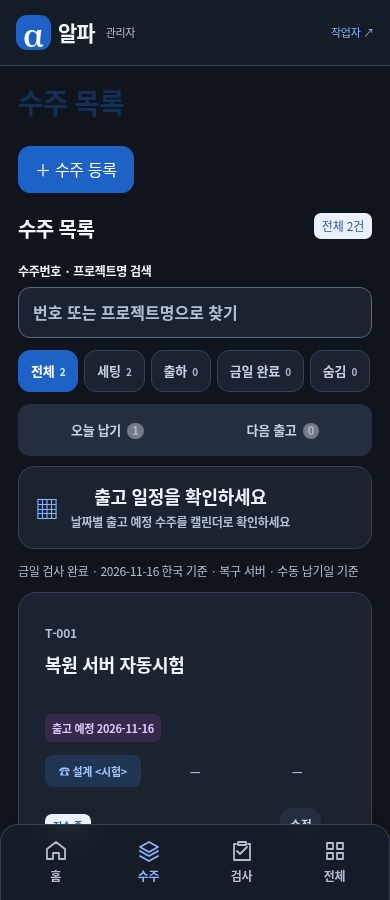 α 알파 관리자 작업자 ↗
수주 목록
＋ 수주 등록
수주 목록 전체 2건
수주번호 · 프로젝트명 검색
번호 또는 프로젝트명으로 찾기
전체 2 세팅 2 출하 0 금일 완료 0 숨김 0
오늘 납기 1 다음 출고 0
출고 일정을 확인하세요
날짜별 출고 예정 수주를 캘린더로 확인하세요
금일 검사 완료 · 2026-11-16 한국 기준 · 복구 서버 · 수동 납기일 기준
T-001
복원 서버 자동시험
출고 예정 2026-11-16
☎ 설계 <시험> — —
홈 수주 검사 전체